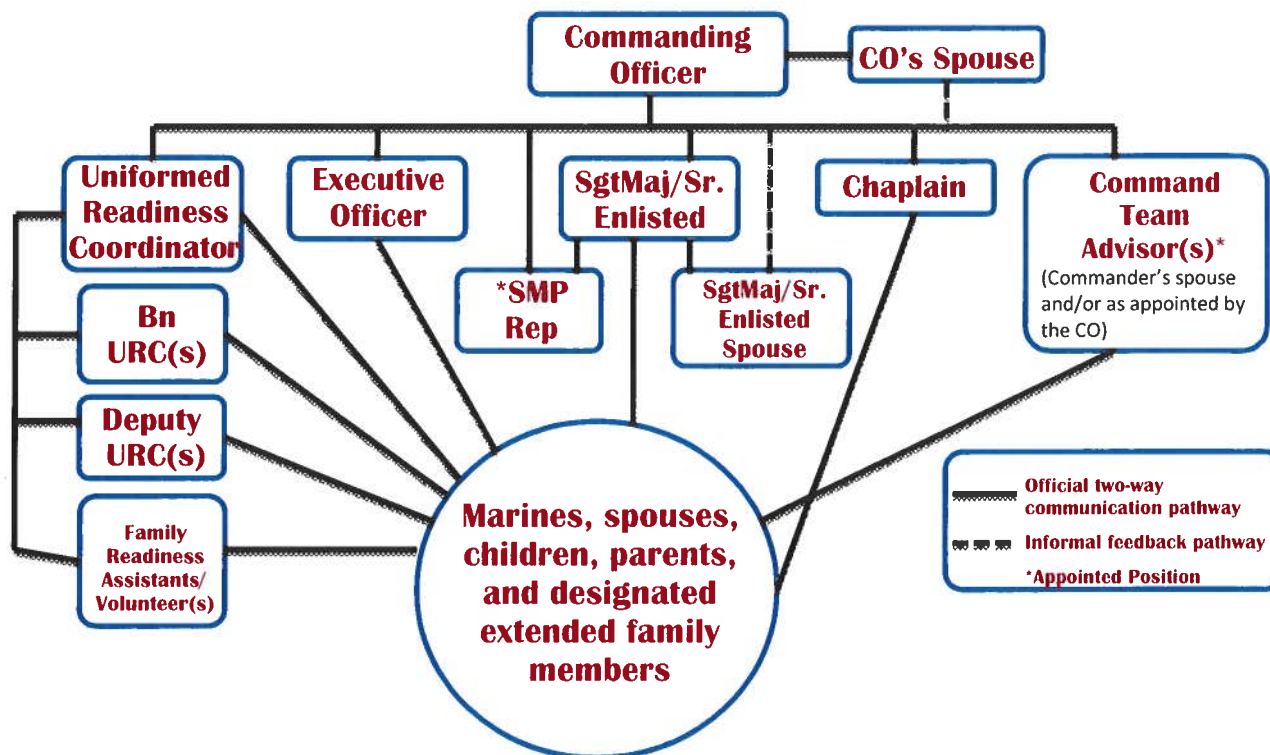 Commanding
Officer
CO's Spouse
Uniformed
Readiness
Coordinator
Executive
Officer
SgtMaj/Sr.
Enlisted
Chaplain
Command
Team
Advisor(s)*
(Commander's spouse
and/or as appointed by
the CO)
*SMP
Rep
SgtMaj/Sr.
Enlisted
Spouse
Bn
URC(s)
Deputy
URC(s)
Family
Readiness
Assistants/
Volunteer(s)
Marines, spouses,
children, parents,
and designated
extended family
members
Official two-way
communication pathway
Informal feedback pathway
*Appointed Position